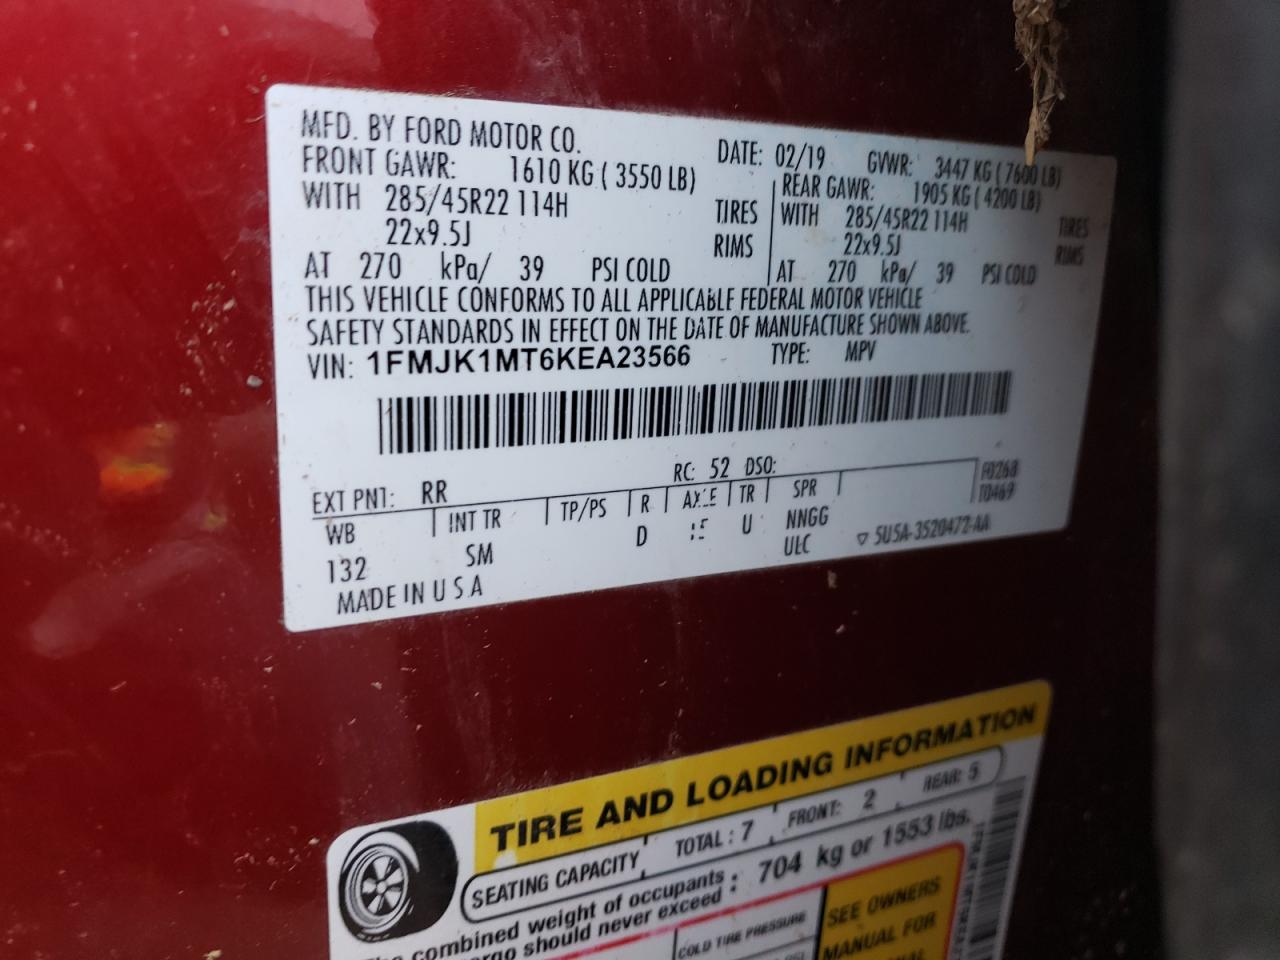 MFD. BY FORD MOTOR CO.
DATE: 02/19 GVWR: 3447 KG ( 7600 LB)
FRONT GAWR: 1610 KG ( 3550 LB)
REAR GAWR: 1905 KG ( 4200 LB)
WITH 285/45R22 114H TIRES
WITH 285/45R22 114H TIRES
22x9.5J RIMS
22x9.5J RIMS
AT 270 kPa/ 39 PSI COLD
AT 270 kPa/ 39 PSI COLD
THIS VEHICLE CONFORMS TO ALL APPLICABLE FEDERAL MOTOR VEHICLE
SAFETY STANDARDS IN EFFECT ON THE DATE OF MANUFACTURE SHOWN ABOVE.
VIN: 1FMJK1MT6KEA23566 TYPE: MPV
EXT PNT: RR RC: 52 DSO:
F0268
T0469
WB INT TR TP/PS R AXLE TR SPR
132 SM D U NNGG
ULC 5U5A-3520472-AA
MADE IN U S A
TIRE AND LOADING INFORMATION
SEATING CAPACITY TOTAL : 7 FRONT: 2 REAR: 5
combined weight of occupants : 704 kg or 1553 lbs.
should never exceed
COLD TIRE PRESSURE
SEE OWNERS
MANUAL FOR